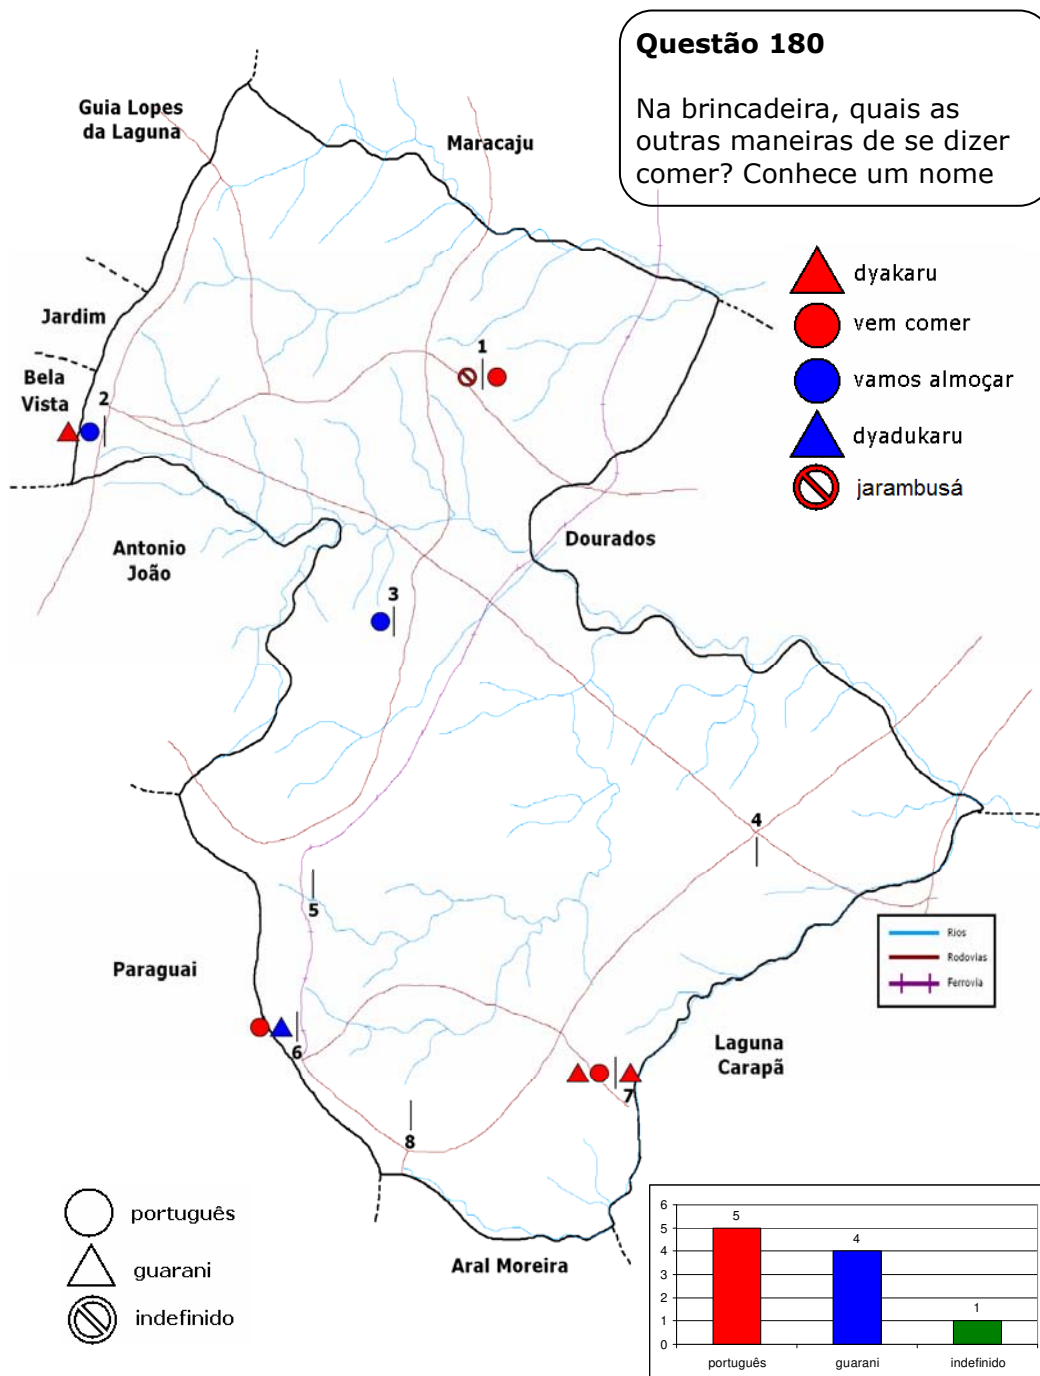 Questão 180
Na brincadeira, quais as
outras maneiras de se dizer
comer? Conhece um nome
Guia Lopes
da Laguna
Maracaju
dyakaru
vem comer
vamos almoçar
dyadukaru
jarambusá
Jardim
Bela
Vista
1
2
Antonio
João
Dourados
3
4
5
Rios
Rodovias
Ferrovia
Paraguai
6
Laguna
Carapã
7
8
português
guarani
indefinido
Aral Moreira
6
5
4
3
2
1
0
5
4
1
português
guarani
indefinido